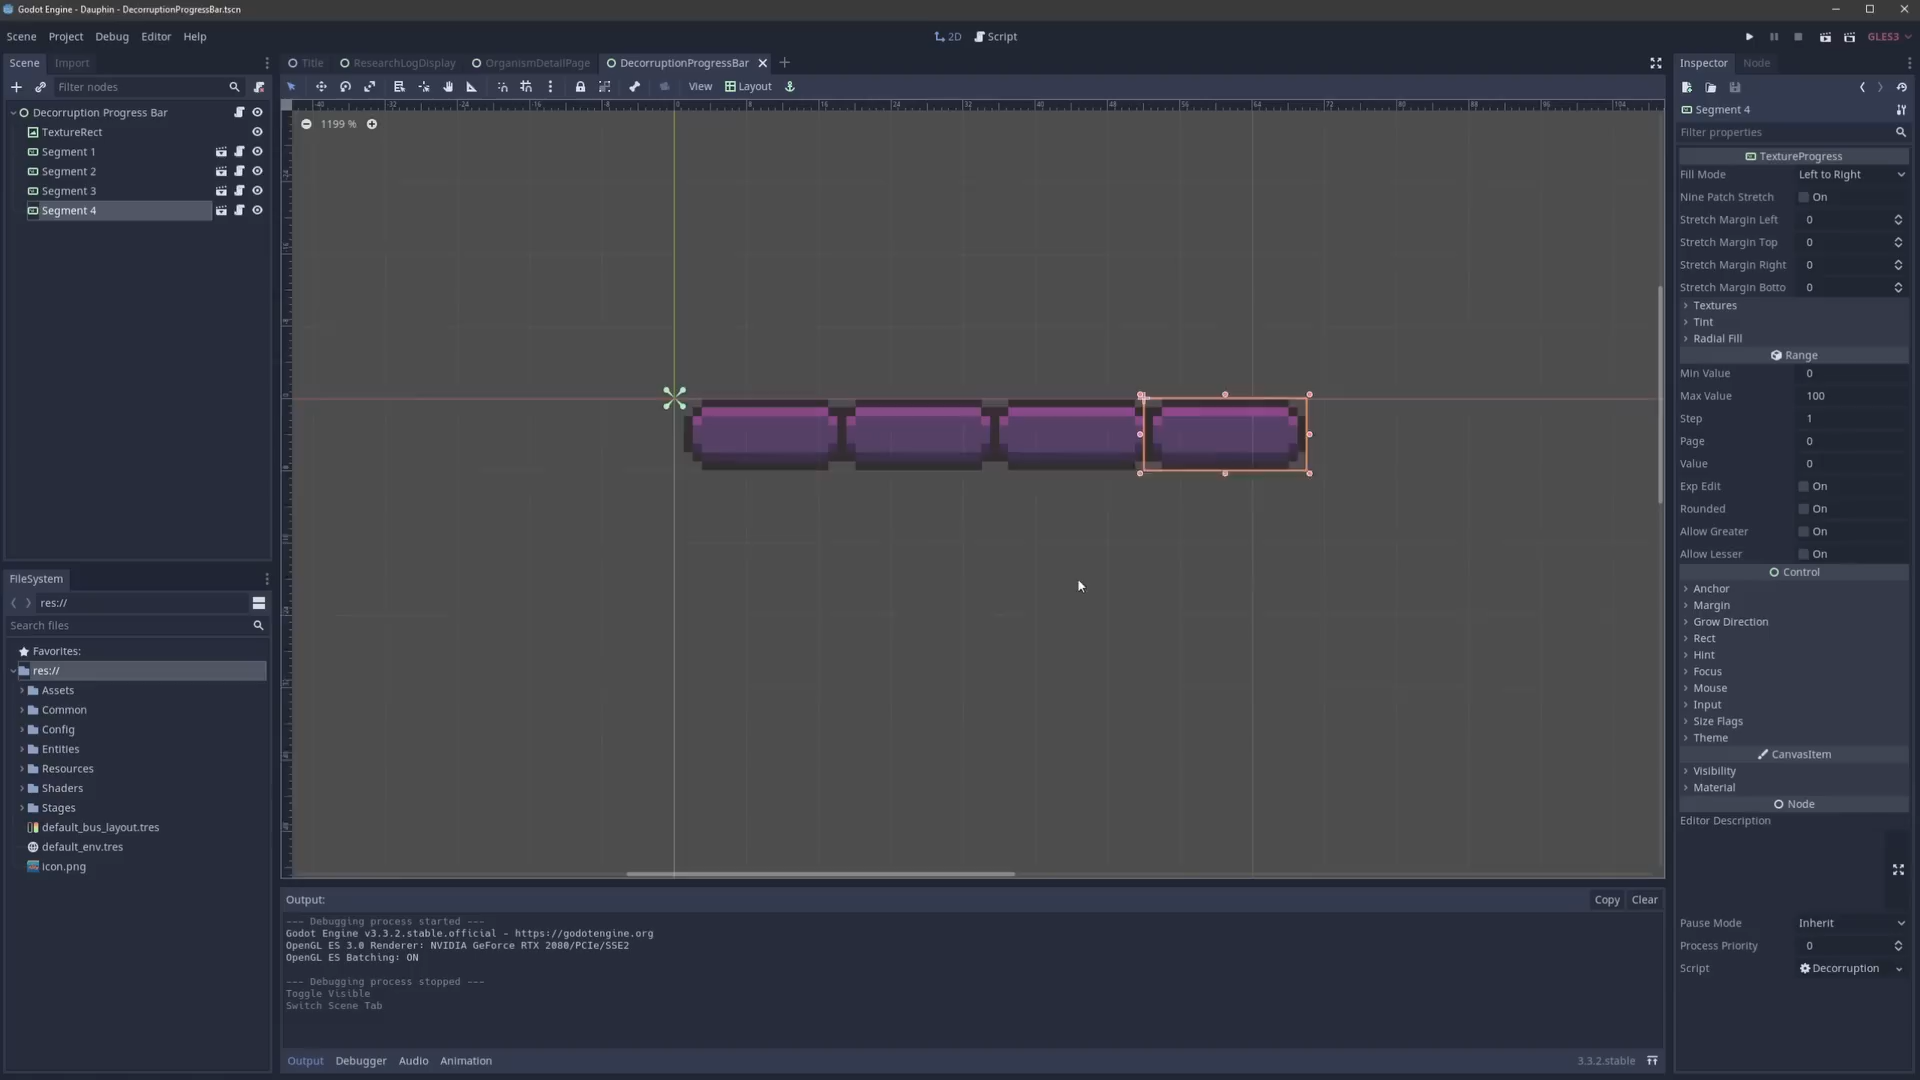 Godot Engine - Dauphin - DecorruptionProgressBar.tscn
Scene Project Debug Editor Help
2D Script
GLES3
Scene Import
Filter nodes
Decorruption Progress Bar
TextureRect
Segment 1
Segment 2
Segment 3
Segment 4
FileSystem
res://
Search files
Favorites:
res://
Assets
Common
Config
Entities
Resources
Shaders
Stages
default_bus_layout.tres
default_env.tres
icon.png
Title ResearchLogDisplay OrganismDetailPage DecorruptionProgressBar
View Layout
1199 %
Output:
Copy Clear
--- Debugging process started ---
Godot Engine v3.3.2.stable.official - https://godotengine.org
OpenGL ES 3.0 Renderer: NVIDIA GeForce RTX 2080/PCIe/SSE2
OpenGL ES Batching: ON
--- Debugging process stopped ---
Toggle Visible
Switch Scene Tab
Output Debugger Audio Animation
3.3.2.stable
Inspector Node
Segment 4
Filter properties
TextureProgress
Fill Mode Left to Right
Nine Patch Stretch On
Stretch Margin Left 0
Stretch Margin Top 0
Stretch Margin Right 0
Stretch Margin Botto 0
Textures
Tint
Radial Fill
Range
Min Value 0
Max Value 100
Step 1
Page 0
Value 0
Exp Edit On
Rounded On
Allow Greater On
Allow Lesser On
Control
Anchor
Margin
Grow Direction
Rect
Hint
Focus
Mouse
Input
Size Flags
Theme
CanvasItem
Visibility
Material
Node
Editor Description
Pause Mode Inherit
Process Priority 0
Script Decorruption